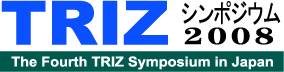 TRIZ シンポジウム
2008
The Fourth TRIZ Symposium in Japan